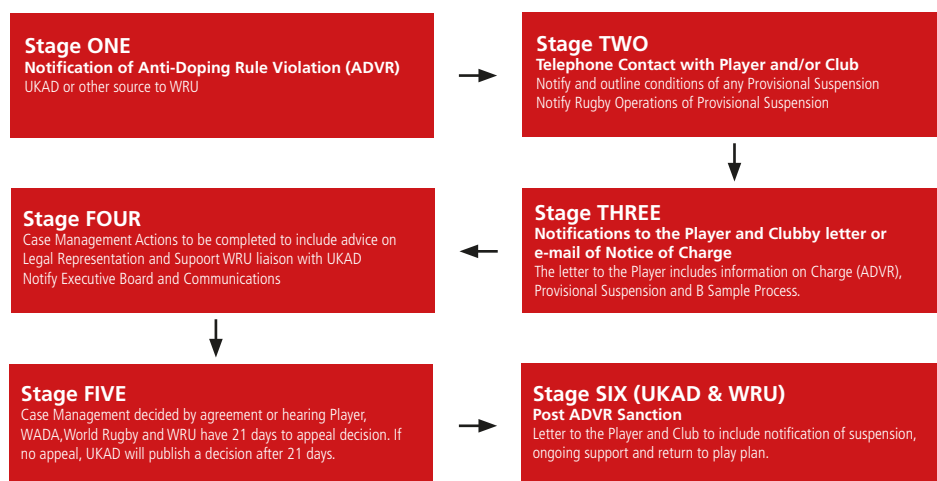 Stage ONE
Notification of Anti-Doping Rule Violation (ADVR)
UKAD or other source to WRU
Stage TWO
Telephone Contact with Player and/or Club
Notify and outline conditions of any Provisional Suspension
Notify Rugby Operations of Provisional Suspension
Stage THREE
Notifications to the Player and Clubby letter or
e-mail of Notice of Charge
The letter to the Player includes information on Charge (ADVR),
Provisional Suspension and B Sample Process.
Stage FOUR
Case Management Actions to be completed to include advice on
Legal Representation and Supoort WRU liaison with UKAD
Notify Executive Board and Communications
Stage FIVE
Case Management decided by agreement or hearing Player,
WADA,World Rugby and WRU have 21 days to appeal decision. If
no appeal, UKAD will publish a decision after 21 days.
Stage SIX (UKAD & WRU)
Post ADVR Sanction
Letter to the Player and Club to include notification of suspension,
ongoing support and return to play plan.